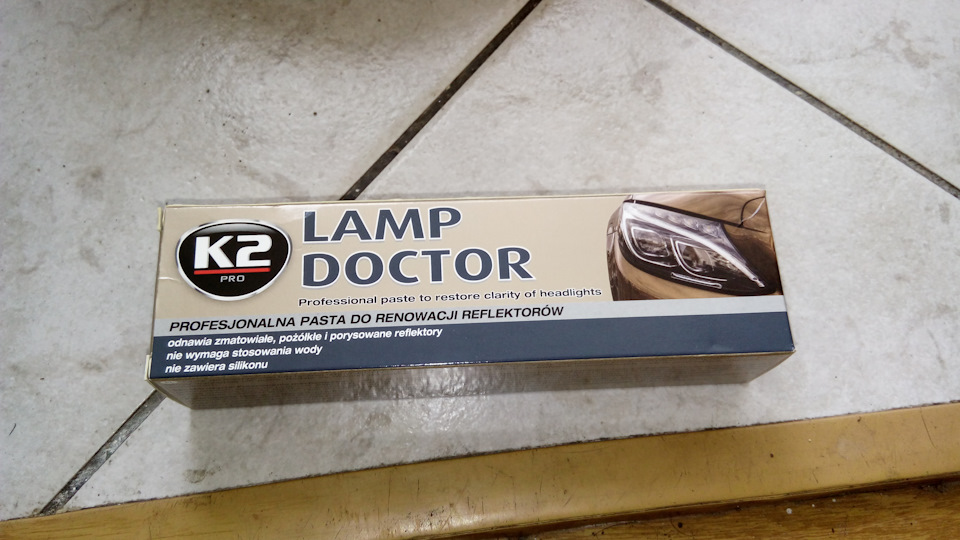 K2
PRO
LAMP
DOCTOR
Professional paste to restore clarity of headlights
PROFESJONALNA PASTA DO RENOWACJI REFLEKTORÓW
odnawia zmatowiałe, pożółkłe i porysowane reflektory
nie wymaga stosowania wody
nie zawiera silikonu